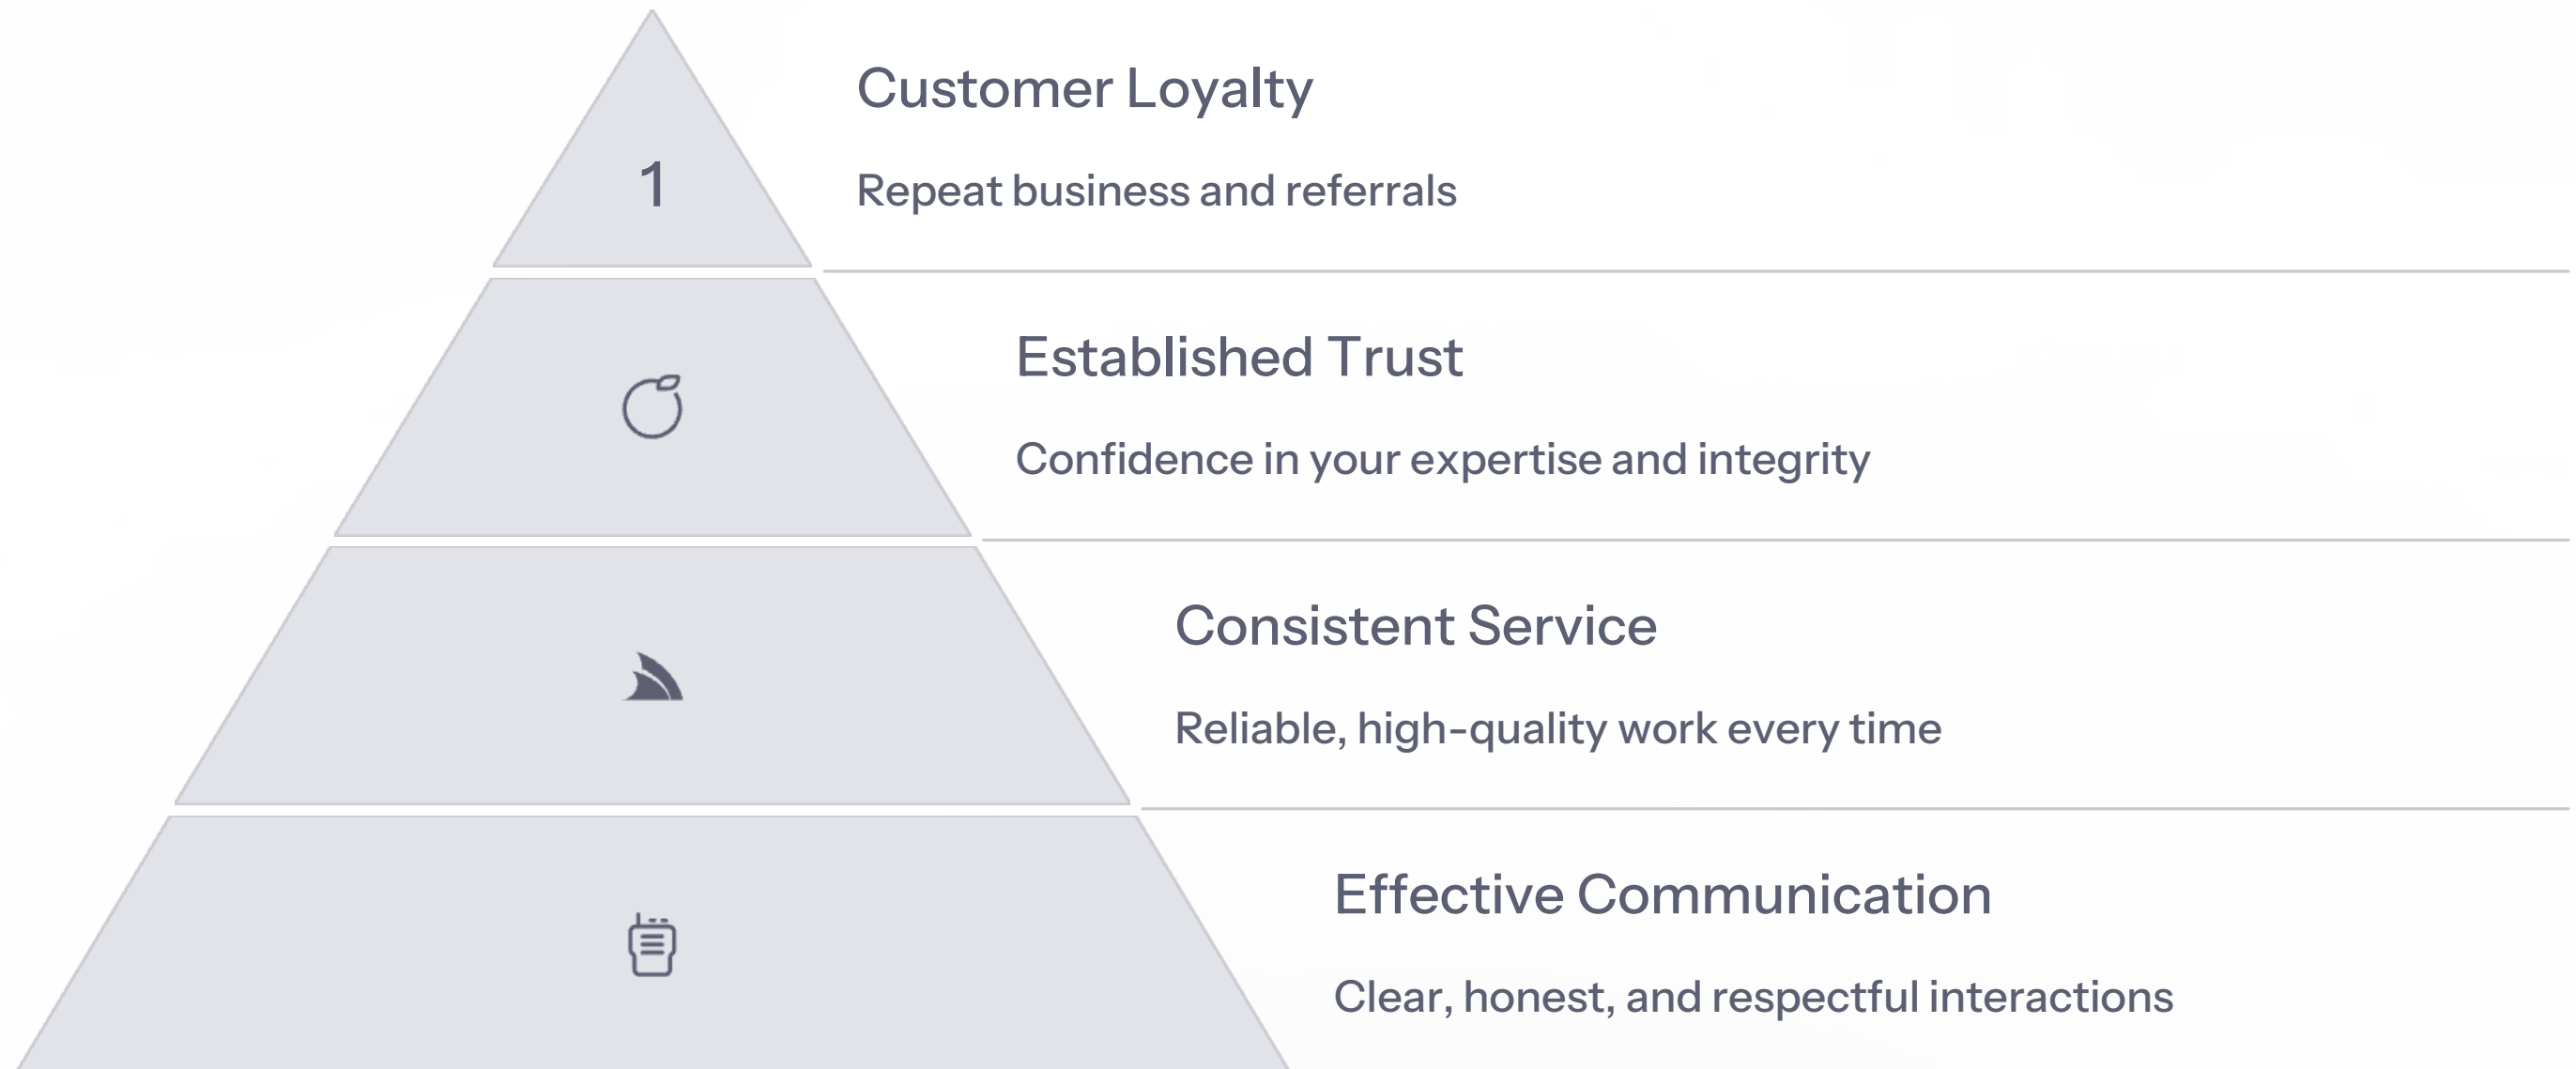 Customer Loyalty
1
Repeat business and referrals
Established Trust
Confidence in your expertise and integrity
Consistent Service
Reliable, high-quality work every time
Effective Communication
Clear, honest, and respectful interactions